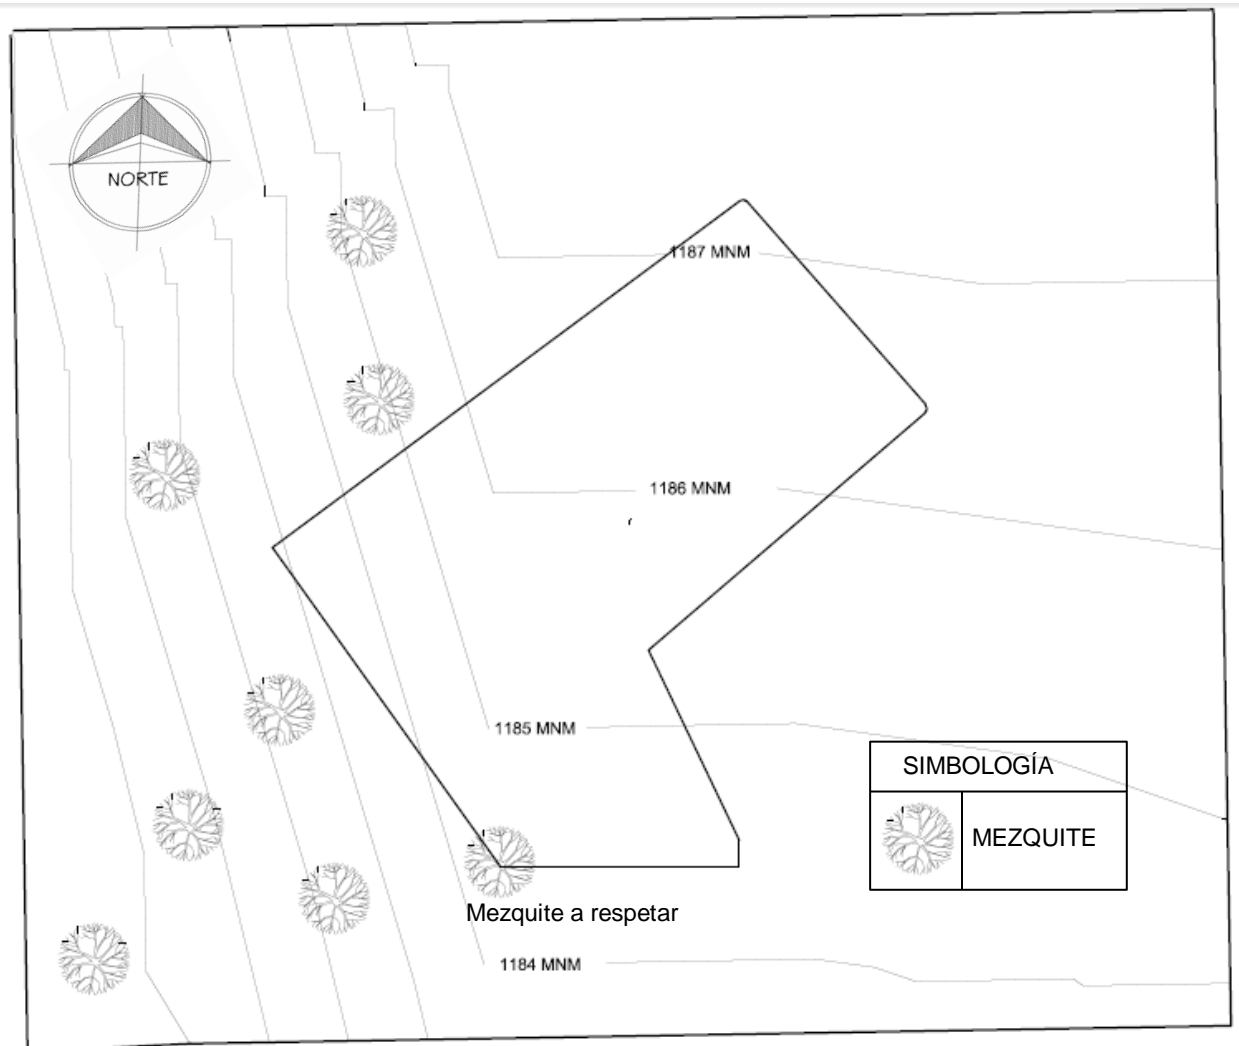 NORTE
1187 MNM
1186 MNM
1185 MNM
SIMBOLOGÍA
MEZQUITE
Mezquite a respetar
1184 MNM